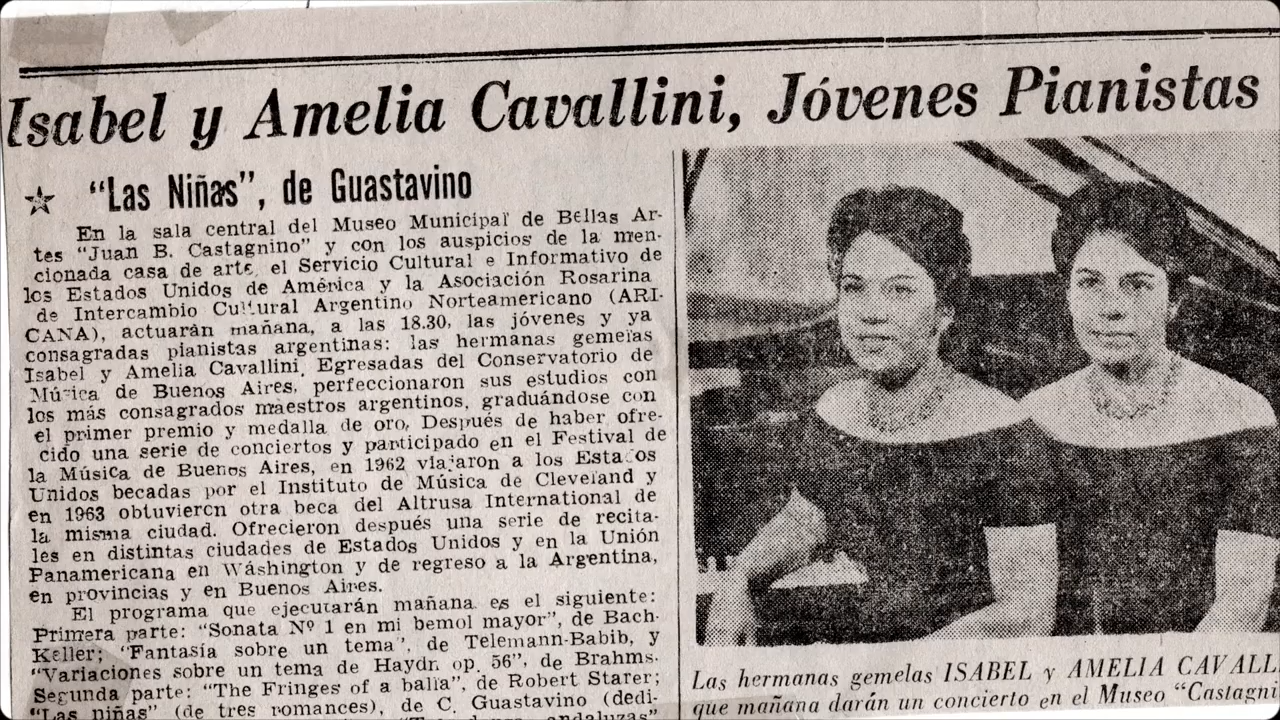 Isabel y Amelia Cavallini, Jóvenes Pianistas
"Las Niñas", de Guastavino
En la sala central del Museo Municipal de Bellas Ar-
tes "Juan B. Castagnino" y con los auspicios de la men-
cionada casa de arte, el Servicio Cultural e Informativo de
los Estados Unidos de América y la Asociación Rosarina
de Intercambio Cultural Argentino Norteamericano (ARI-
CANA), actuarán mañana, a las 18.30, las jóvenes y ya
consagradas pianistas argentinas: las hermanas gemelas
Isabel y Amelia Cavallini. Egresadas del Conservatorio de
Música de Buenos Aires, perfeccionaron sus estudios con
los más consagrados maestros argentinos, graduándose con
el primer premio y medalla de oro. Después de haber ofre-
cido una serie de conciertos y participado en el Festival de
la Música de Buenos Aires, en 1962 viajaron a los Estados
Unidos becadas por el Instituto de Música de Cleveland y
en 1963 obtuvieron otra beca del Altrusa International de
la misma ciudad. Ofrecieron después una serie de recita-
les en distintas ciudades de Estados Unidos y en la Unión
Panamericana en Wáshington y de regreso a la Argentina,
en provincias y en Buenos Aires.
El programa que ejecutarán mañana es el siguiente:
Primera parte: "Sonata Nº 1 en mi bemol mayor", de Bach-
Keller; "Fantasía sobre un tema", de Telemann-Babib, y
"Variaciones sobre un tema de Haydn op. 56", de Brahms.
Segunda parte: "The Fringes of a balla", de Robert Starer;
"Las niñas" (de tres romances), de C. Guastavino (dedi-
andaluzas"
Las hermanas gemelas ISABEL y AMELIA CAVALL
que mañana darán un concierto en el Museo "Castagni